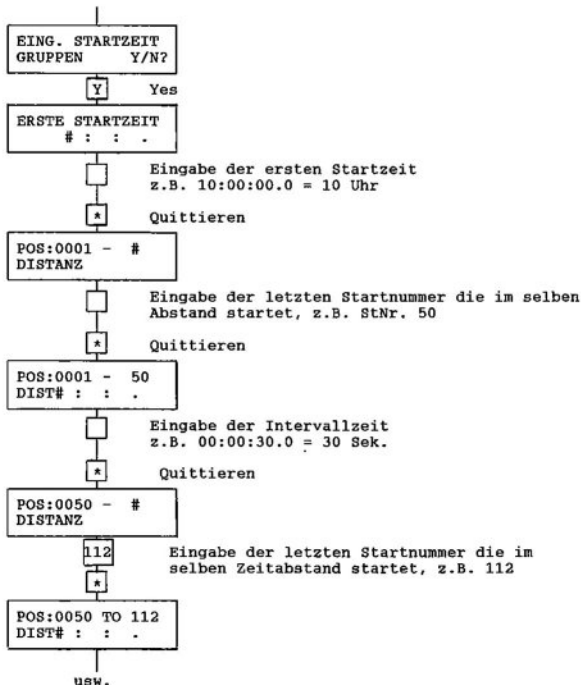 EING. STARTZEIT
GRUPPEN Y/N?
Y Yes
ERSTE STARTZEIT
# : : .
Eingabe der ersten Startzeit
z.B. 10:00:00.0 = 10 Uhr
* Quittieren
POS:0001 - #
DISTANZ
Eingabe der letzten Startnummer die im selben
Abstand startet, z.B. StNr. 50
* Quittieren
POS:0001 - 50
DIST# : : .
Eingabe der Intervallzeit
z.B. 00:00:30.0 = 30 Sek.
* Quittieren
POS:0050 - #
DISTANZ
112 Eingabe der letzten Startnummer die im
selben Zeitabstand startet, z.B. 112
*
POS:0050 TO 112
DIST# : : .
usw.